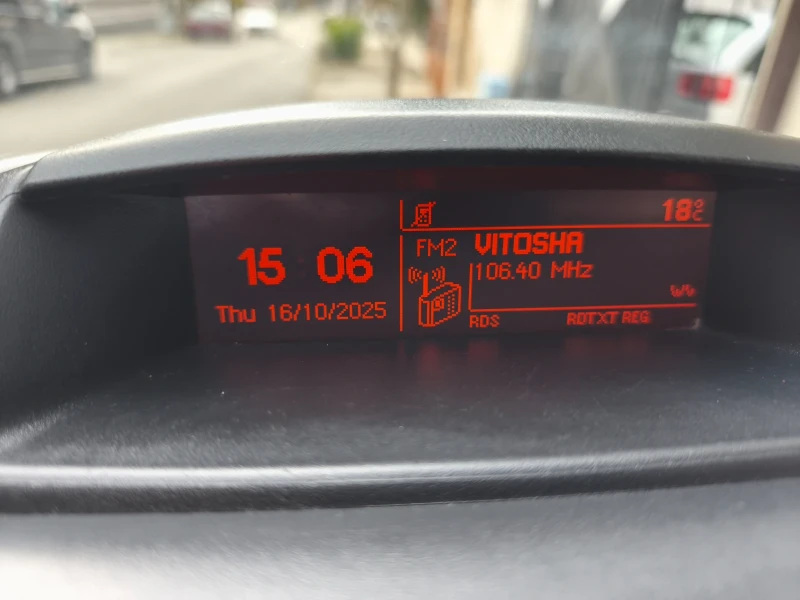 15 06
Thu 16/10/2025
18°C
FM2 VITOSHA
106.40 MHz
RDS RDTXT REG